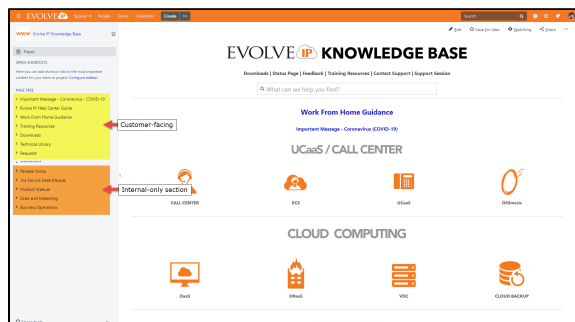 EVOLVE IP Spaces People Teams Calendars Create Search
WWW Evolve IP Knowledge Base
Edit Save for later Watching Share
Pages
SPACE SHORTCUTS
Here you can add shortcut links to the most important
content for your team or project. Configure sidebar.
PAGE TREE
Important Message - Coronavirus - COVID-19
Evolve IP Help Center Guide
Work From Home Guidance
Training Resources
Downloads
Technical Library
Requests
**********
Release Notes
Jira Service Desk Manual
Product Manuals
Sales and Marketing
Business Operations
Customer-facing
Internal-only section
EVOLVE IP KNOWLEDGE BASE
Downloads | Status Page | Feedback | Training Resources | Contact Support | Support Session
What can we help you find?
Work From Home Guidance
Important Message - Coronavirus (COVID-19)
UCaaS / CALL CENTER
CALL CENTER ECS UCaaS OSSmosis
CLOUD COMPUTING
DaaS DRaaS VDC CLOUD BACKUP